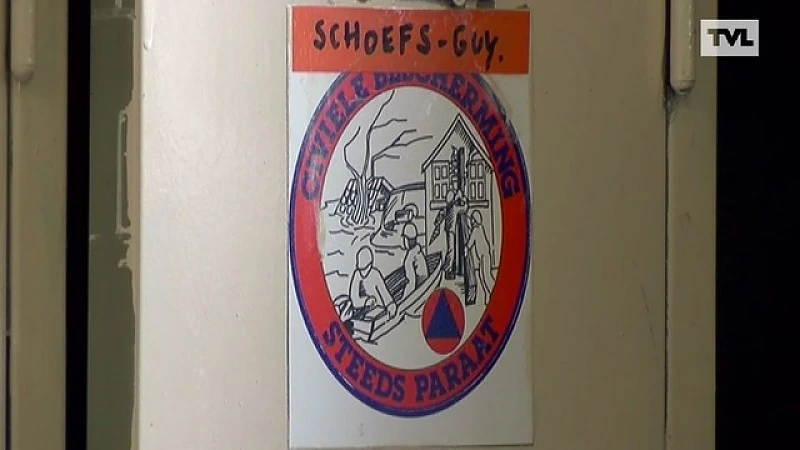 SCHOEFS-GUY.
TVL
CIVIELE BESCHERMING
STEEDS PARAAT